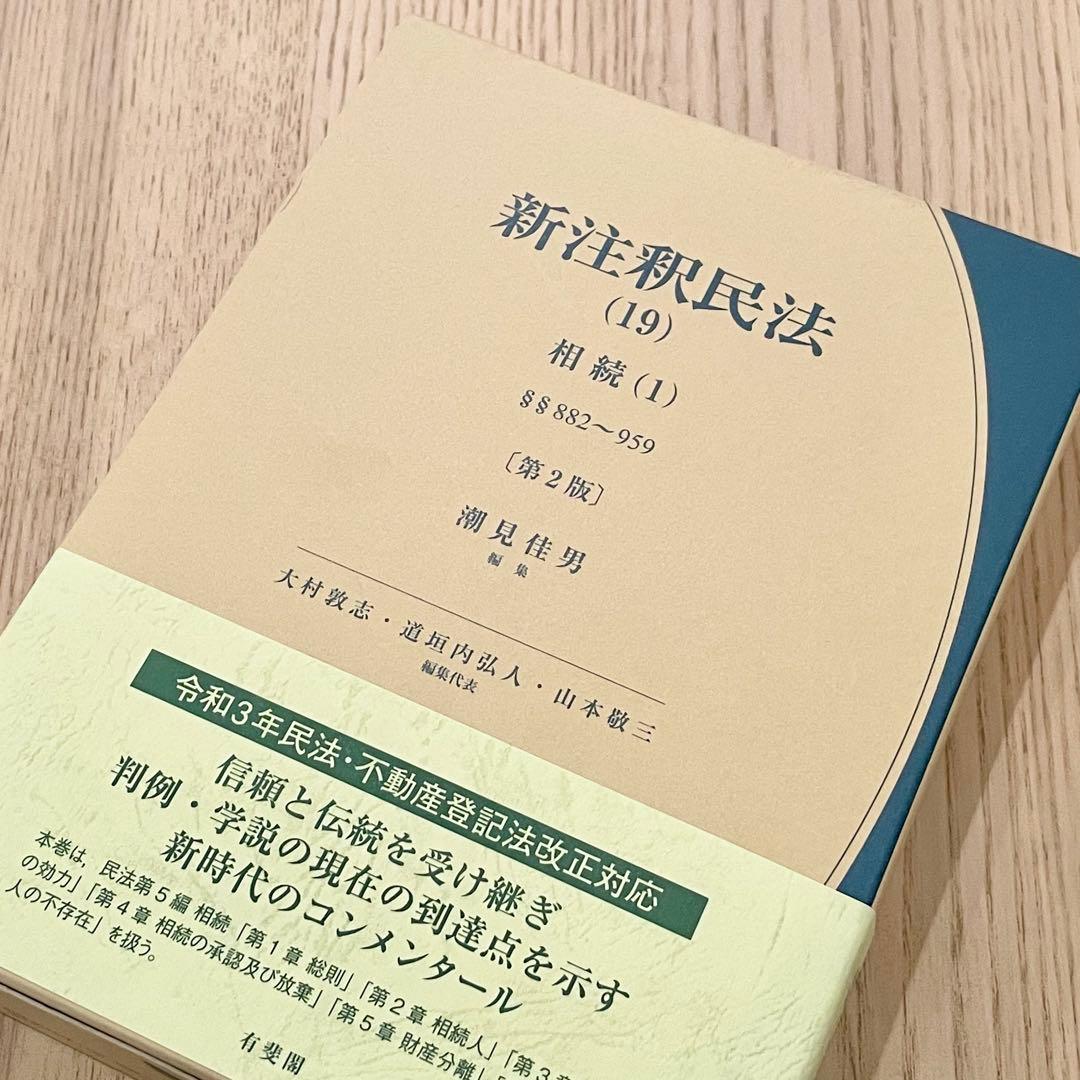 新注釈民法
(19)
相続(1)
§§882～959
〔第2版〕
潮見佳男
編集
大村敦志・道垣内弘人・山本敬三
編集代表
令和3年民法・不動産登記法改正対応
信頼と伝統を受け継ぎ
判例・学説の現在の到達点を示す
新時代のコンメンタール
本巻は，民法第5編 相続「第1章 総則」「第2章 相続人」「第3章
の効力」「第4章 相続の承認及び放棄」「第5章 財産分離」「
人の不存在」を扱う。
有斐閣